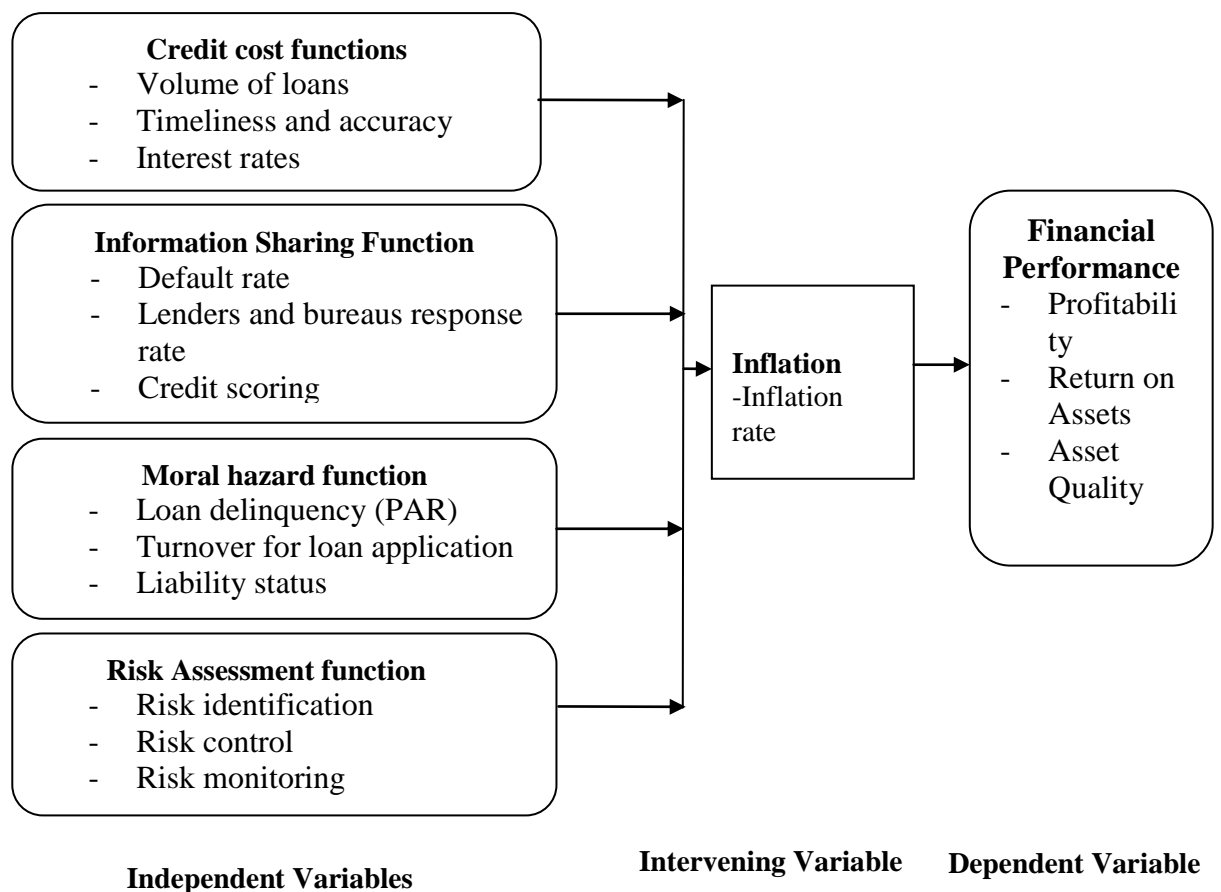 Credit cost functions
- Volume of loans
- Timeliness and accuracy
- Interest rates
Information Sharing Function
- Default rate
- Lenders and bureaus response
rate
- Credit scoring
Moral hazard function
- Loan delinquency (PAR)
- Turnover for loan application
- Liability status
Risk Assessment function
- Risk identification
- Risk control
- Risk monitoring
Independent Variables
Inflation
-Inflation
rate
Intervening Variable
Financial
Performance
- Profitabili
ty
- Return on
Assets
- Asset
Quality
Dependent Variable